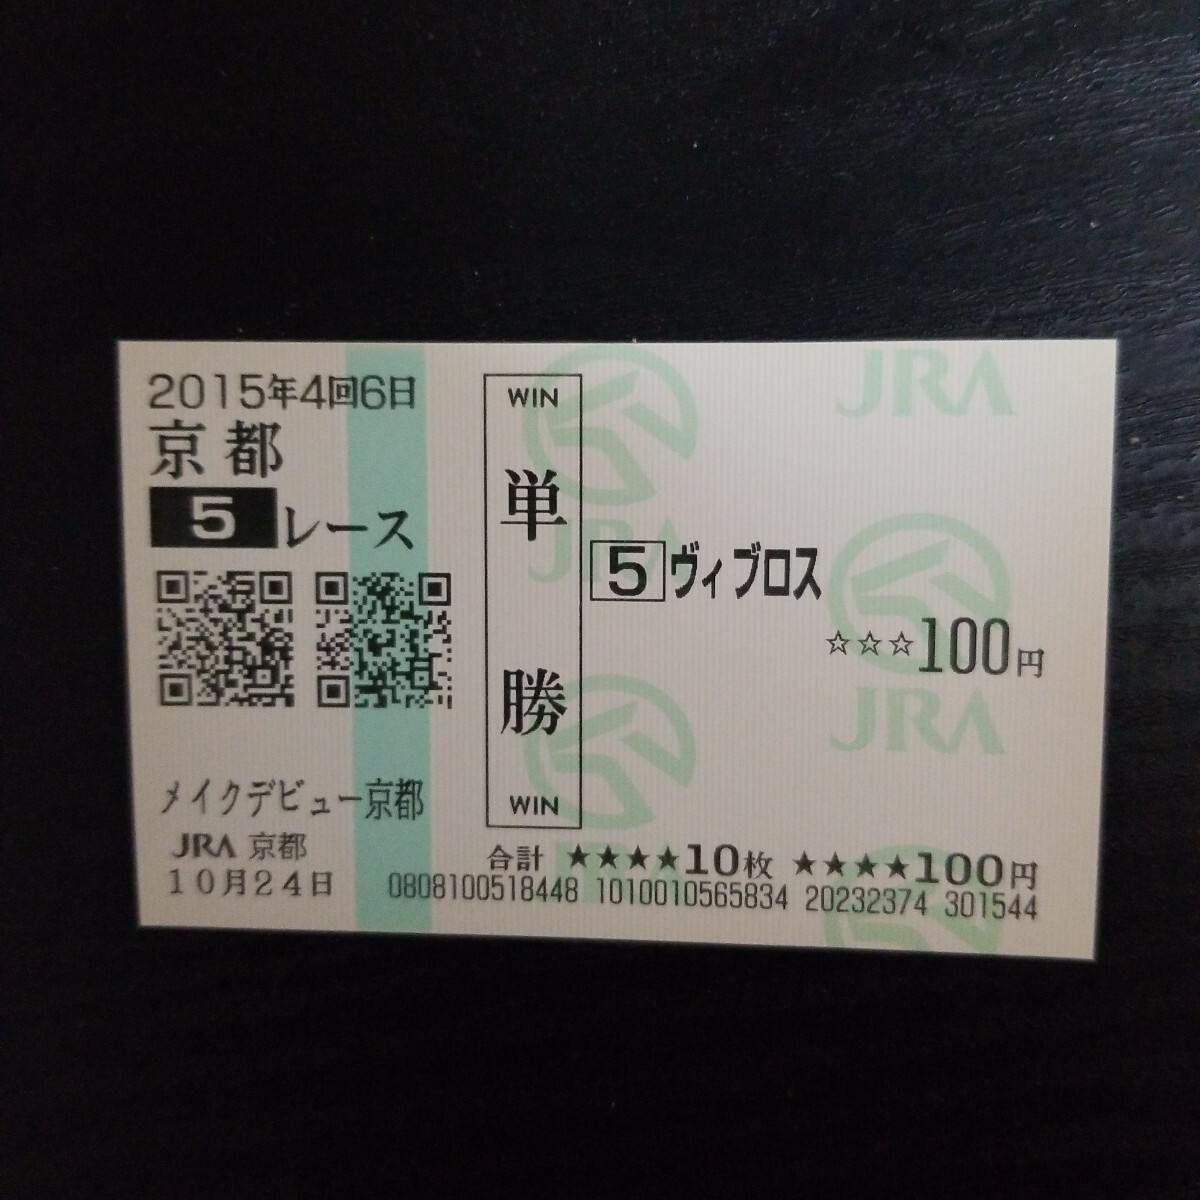 2015年4回6日
京都
5レース
メイクデビュー京都
JRA 京都
10月24日
WIN
単勝
WIN
5 ヴィブロス
☆☆☆100円
合計 ★★★★10枚 ★★★★100円
0808100518448 1010010565834 20232374 301544
JRA
JRA
JRA